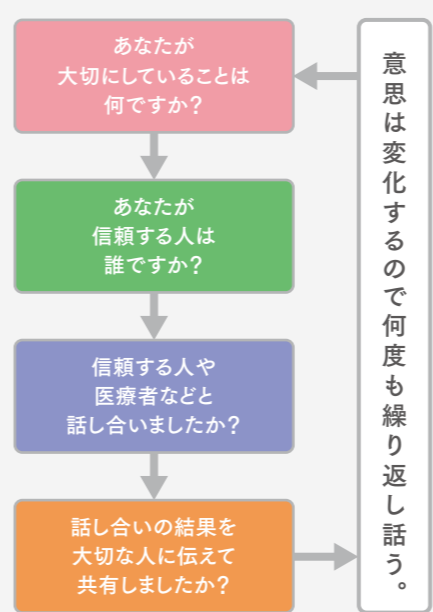 あなたが
大切にしていることは
何ですか？
あなたが
信頼する人は
誰ですか？
信頼する人や
医療者などと
話し合いましたか？
話し合いの結果を
大切な人に伝えて
共有しましたか？
意思は変化するので何度も繰り返し話う。